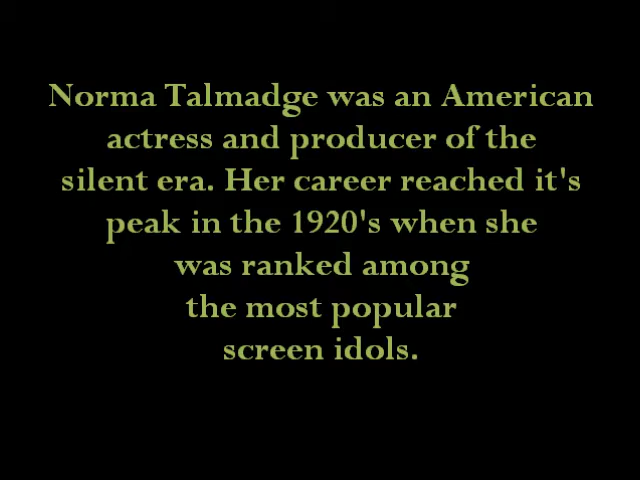 Norma Talmadge was an American
actress and producer of the
silent era. Her career reached it's
peak in the 1920's when she
was ranked among
the most popular
screen idols.